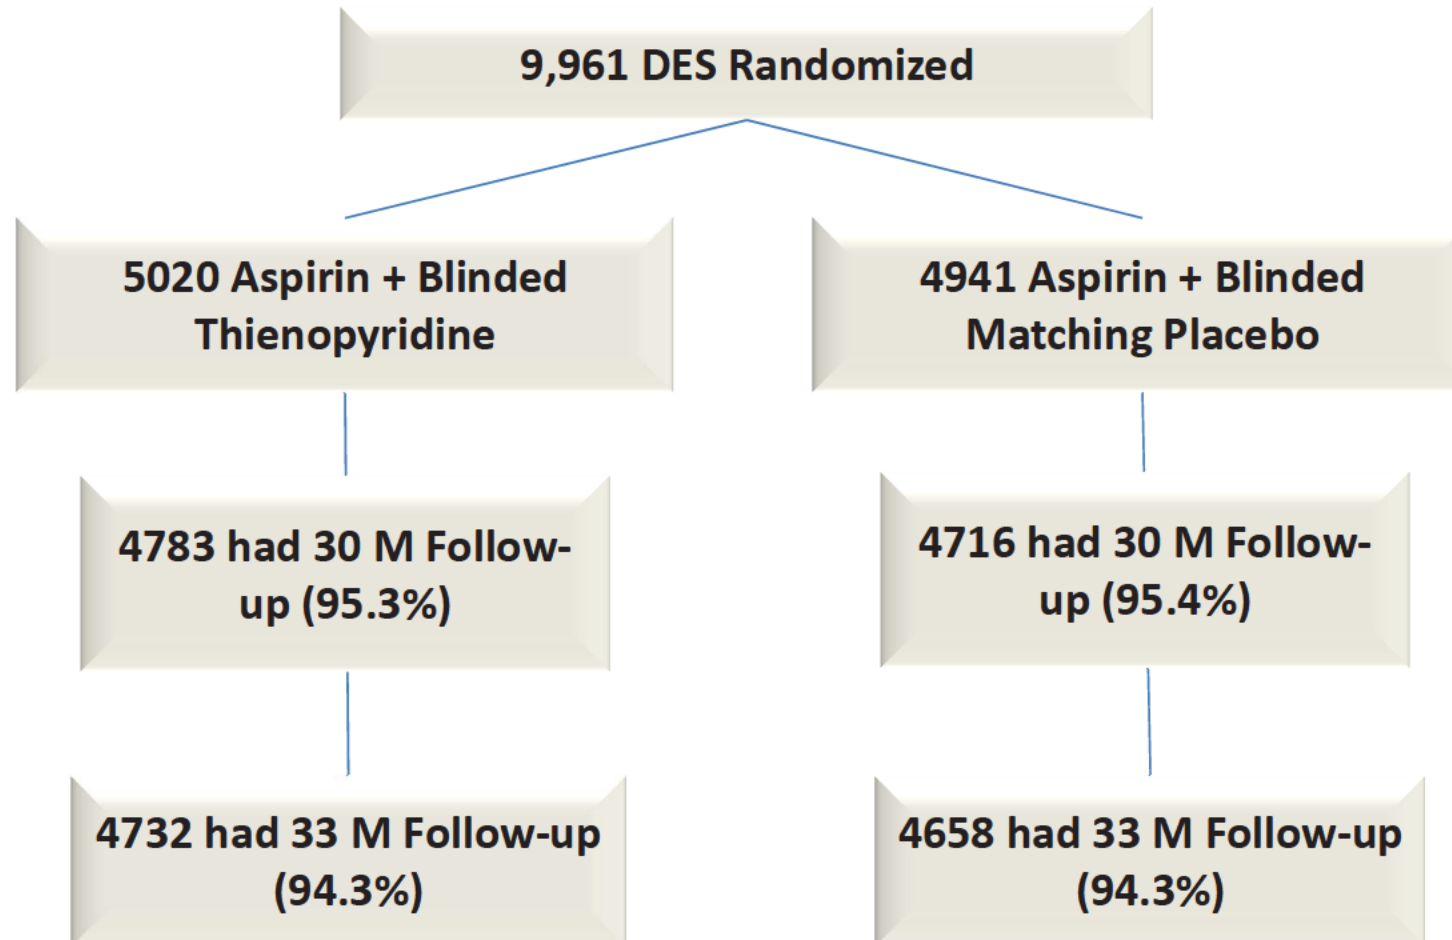 9,961 DES Randomized
5020 Aspirin + Blinded
Thienopyridine
4941 Aspirin + Blinded
Matching Placebo
4783 had 30 M Follow-
up (95.3%)
4716 had 30 M Follow-
up (95.4%)
4732 had 33 M Follow-up
(94.3%)
4658 had 33 M Follow-up
(94.3%)